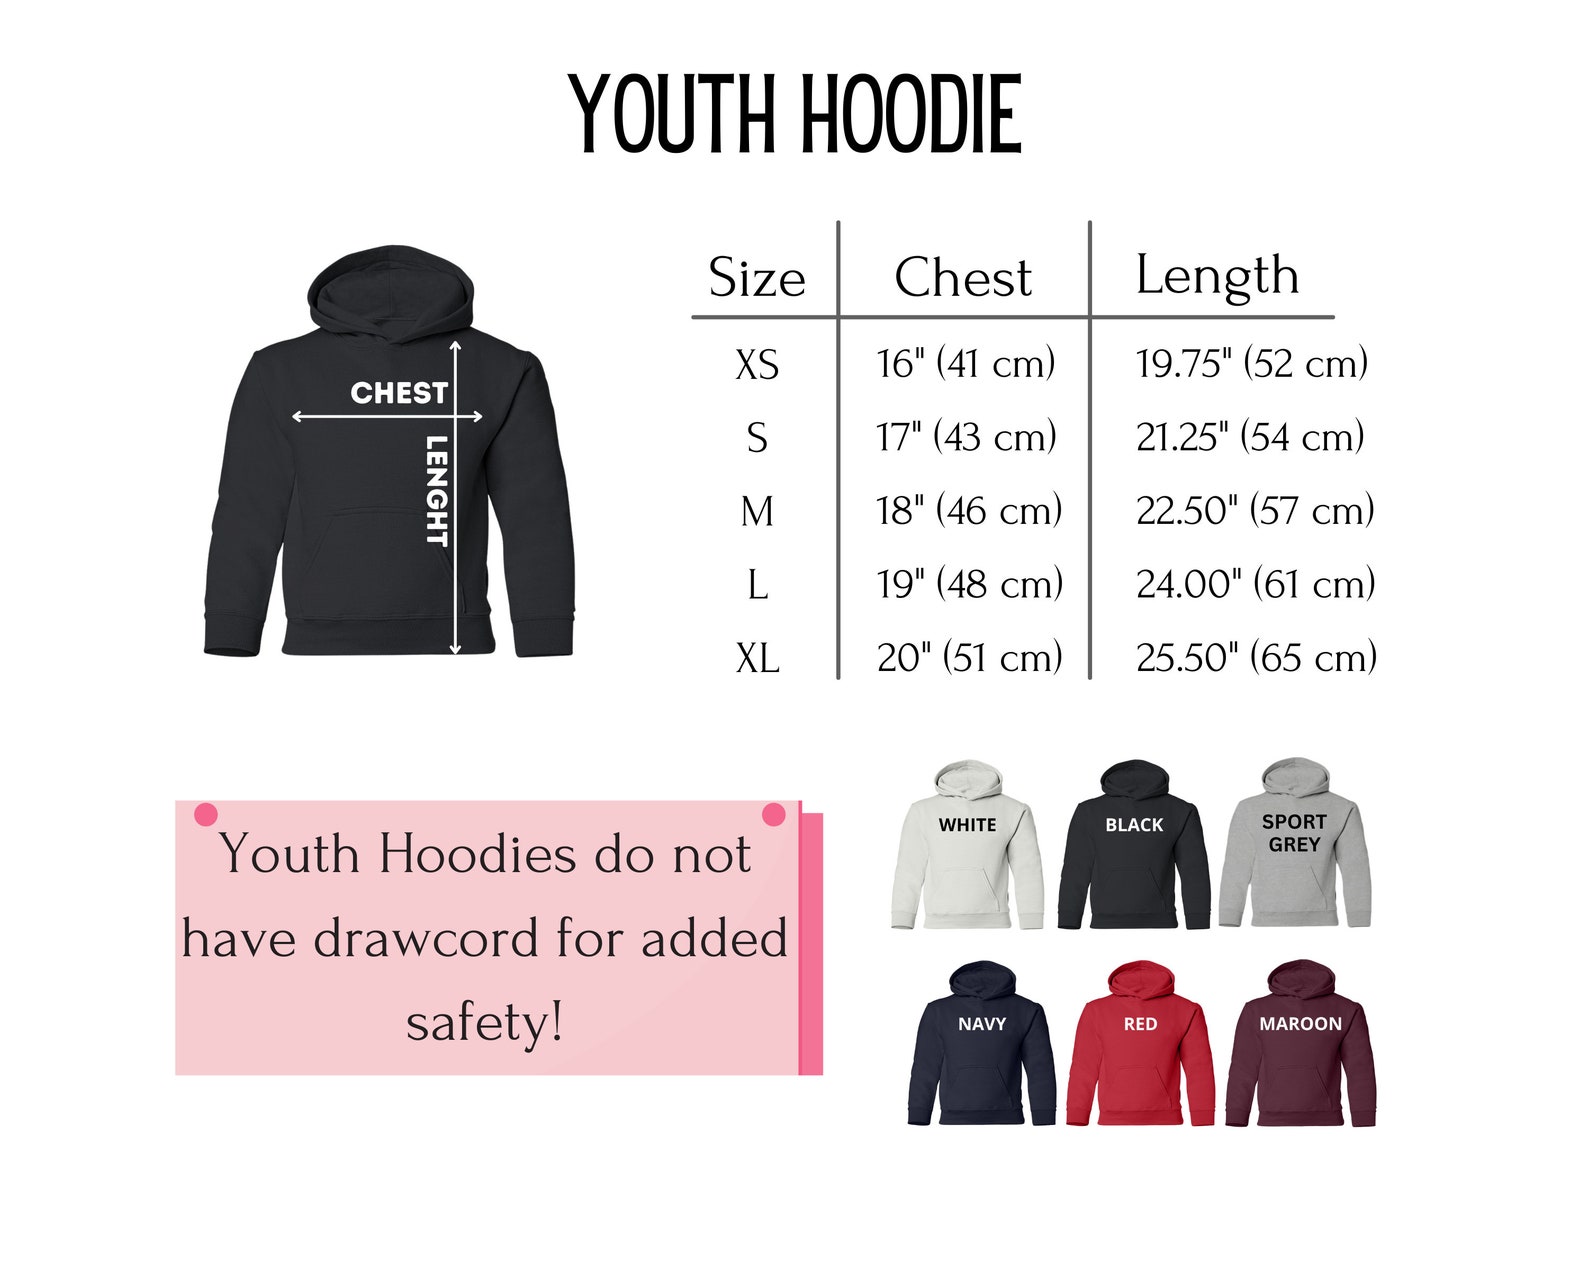 YOUTH HOODIE
CHEST
LENGHT
Size Chest Length
XS 16" (41 cm) 19.75" (52 cm)
S 17" (43 cm) 21.25" (54 cm)
M 18" (46 cm) 22.50" (57 cm)
L 19" (48 cm) 24.00" (61 cm)
XL 20" (51 cm) 25.50" (65 cm)
Youth Hoodies do not
have drawcord for added
safety!
WHITE
BLACK
SPORT
GREY
NAVY
RED
MAROON